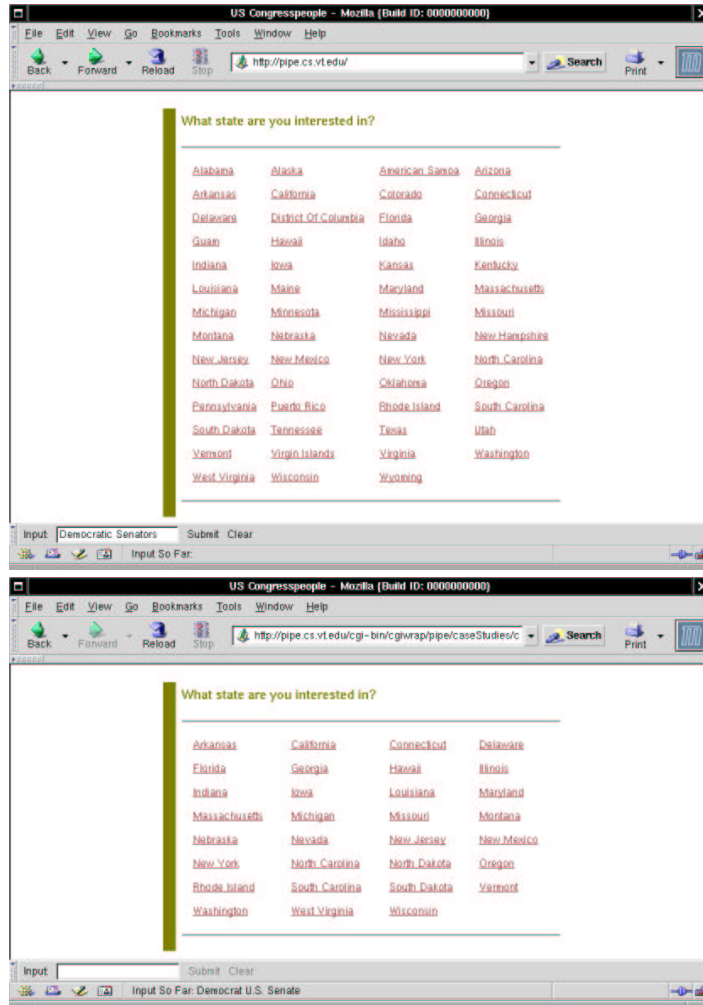 US Congresspeople - Mozilla {Build ID: 0000000000}
File Edit View Go Bookmarks Tools Window Help
Back Forward Reload Stop http://pipe.cs.vt.edu/ Search Print
What state are you interested in?
Alabama Alaska American Samoa Arizona
Arkansas California Colorado Connecticut
Delaware District Of Columbia Florida Georgia
Guam Hawaii Idaho Illinois
Indiana Iowa Kansas Kentucky
Louisiana Maine Maryland Massachusetts
Michigan Minnesota Mississippi Missouri
Montana Nebraska Nevada New Hampshire
New Jersey New Mexico New York North Carolina
North Dakota Ohio Oklahoma Oregon
Pennsylvania Puerto Rico Rhode Island South Carolina
South Dakota Tennessee Texas Utah
Vermont Virgin Islands Virginia Washington
West Virginia Wisconsin Wyoming
Input: Democratic Senators Submit Clear
Input So Far:
US Congresspeople - Mozilla {Build ID: 0000000000}
File Edit View Go Bookmarks Tools Window Help
Back Forward Reload Stop http://pipe.cs.vt.edu/cgi-bin/cgiwrap/pipe/caseStudies/c Search Print
What state are you interested in?
Arkansas California Connecticut Delaware
Florida Georgia Hawaii Illinois
Indiana Iowa Louisiana Maryland
Massachusetts Michigan Missouri Montana
Nebraska Nevada New Jersey New Mexico
New York North Carolina North Dakota Oregon
Rhode Island South Carolina South Dakota Vermont
Washington West Virginia Wisconsin
Input: Submit Clear
Input So Far: Democrat U.S. Senate